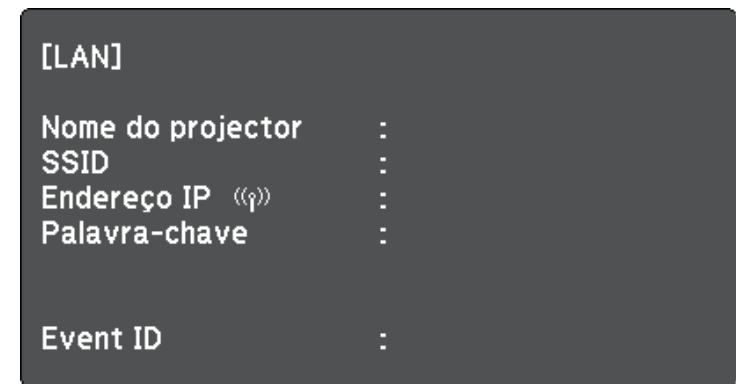 [LAN]
Nome do projector :
SSID :
Endereço IP :
Palavra-chave :
Event ID :